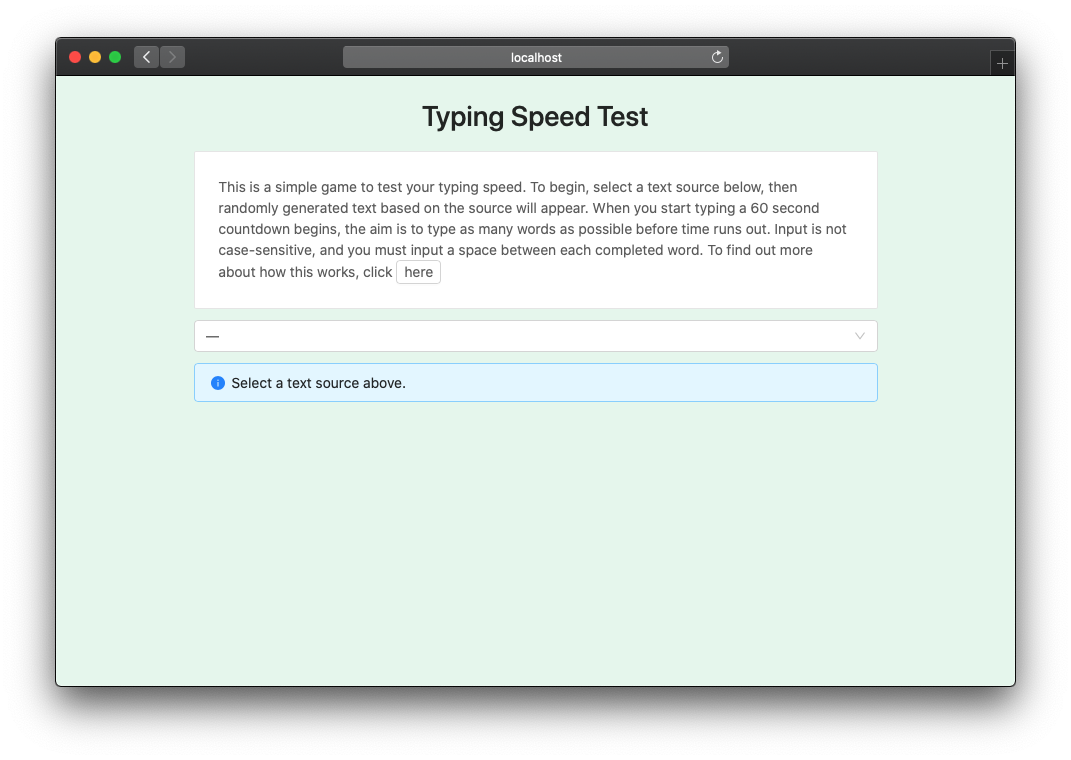 localhost
Typing Speed Test
This is a simple game to test your typing speed. To begin, select a text source below, then
randomly generated text based on the source will appear. When you start typing a 60 second
countdown begins, the aim is to type as many words as possible before time runs out. Input is not
case-sensitive, and you must input a space between each completed word. To find out more
about how this works, click here
—
Select a text source above.